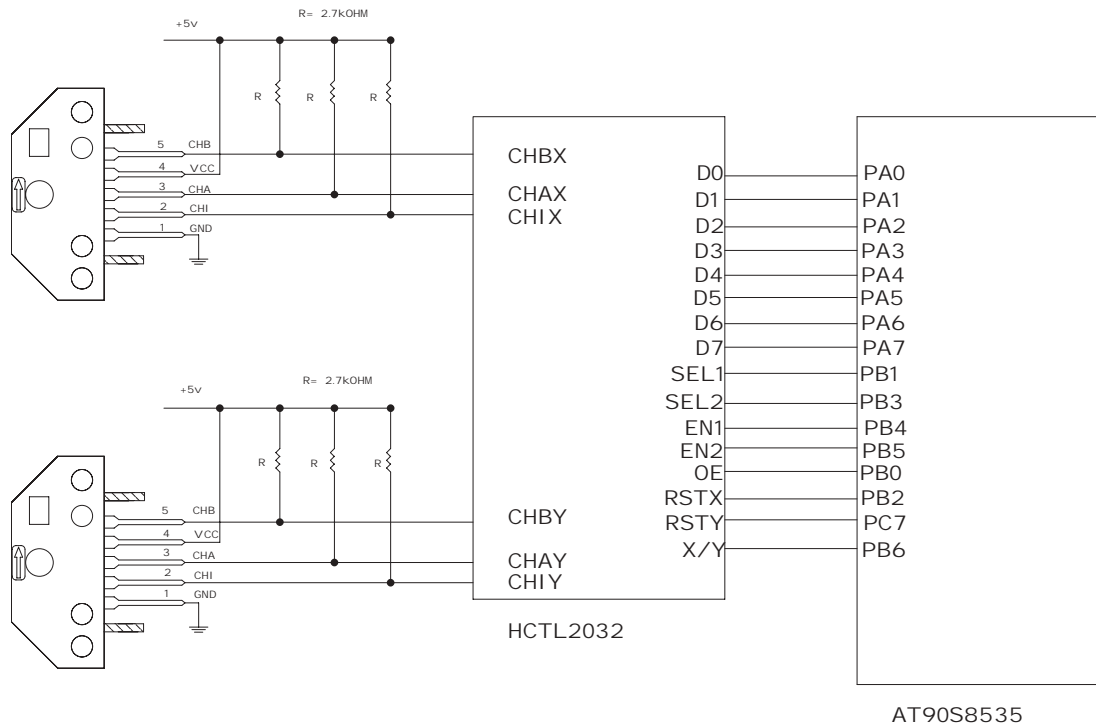 R= 2.7kOHM
+5v
R
R
R
5 CHB
4 VCC
3 CHA
2 CHI
1 GND
CHBX
CHAX
CHIX
D0 PA0
D1 PA1
D2 PA2
D3 PA3
D4 PA4
D5 PA5
D6 PA6
D7 PA7
SEL1 PB1
SEL2 PB3
EN1 PB4
EN2 PB5
OE PB0
RSTX PB2
RSTY PC7
X/Y PB6
R= 2.7kOHM
+5v
R
R
R
5 CHB
4 VCC
3 CHA
2 CHI
1 GND
CHBY
CHAY
CHIY
HCTL2032
AT90S8535